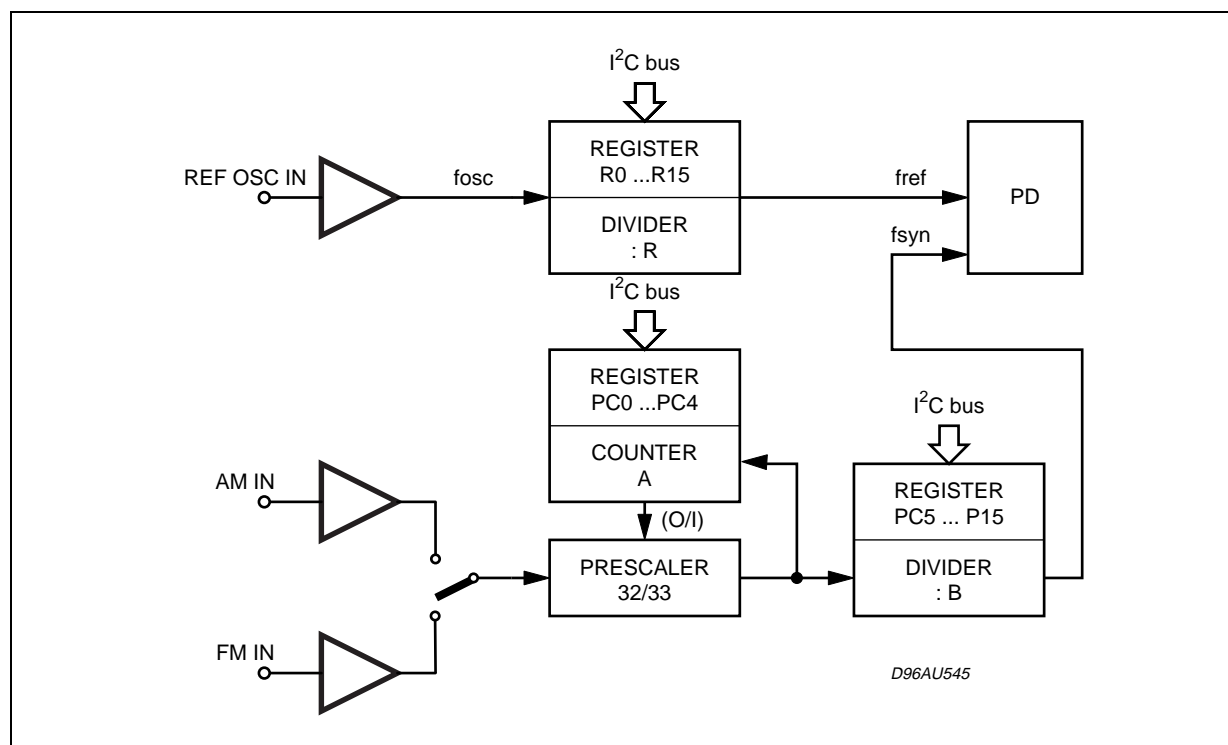 I²C bus
REGISTER
R0 ...R15
DIVIDER
: R
REF OSC IN
fosc
fref
fsyn
PD
I²C bus
REGISTER
PC0 ...PC4
COUNTER
A
(O/I)
AM IN
FM IN
PRESCALER
32/33
I²C bus
REGISTER
PC5 ... P15
DIVIDER
: B
D96AU545